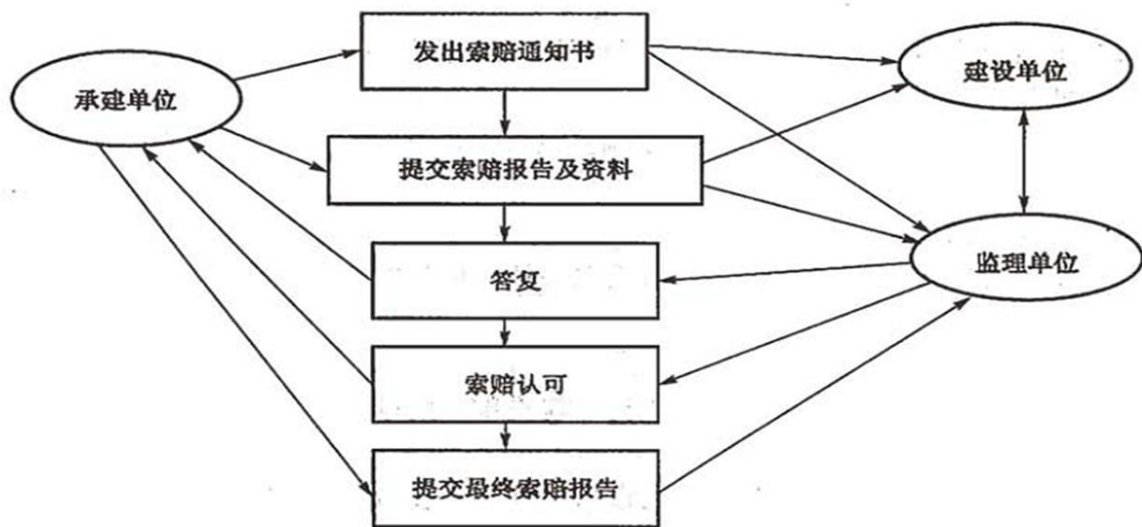 发出索赔通知书
建设单位
承建单位
提交索赔报告及资料
答复
监理单位
索赔认可
提交最终索赔报告